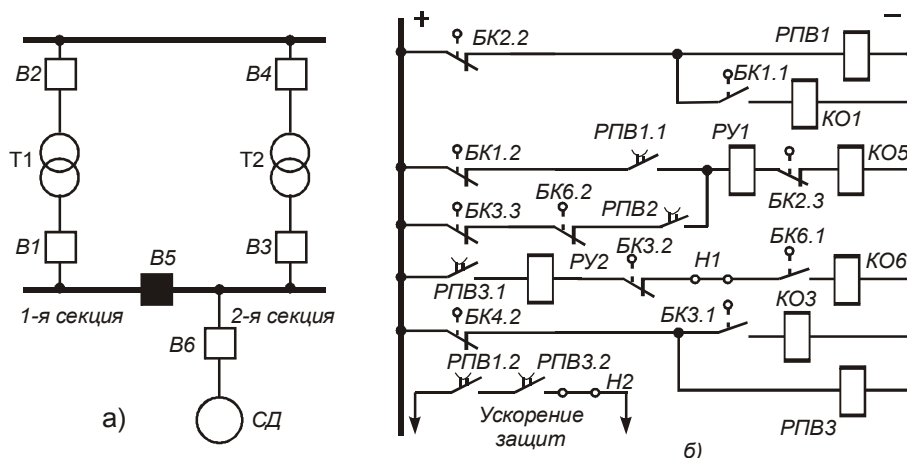 В2
В4
Т1
Т2
В1
В3
В5
1-я секция
2-я секция
В6
СД
а)
+
–
БК2.2
РПВ1
БК1.1
КО1
БК1.2
РПВ1.1
РУ1
КО5
БК2.3
БК3.3
БК6.2
РПВ2
РПВ3.1
РУ2
БК3.2
Н1
БК6.1
КО6
БК4.2
БК3.1
КО3
РПВ1.2
РПВ3.2
Н2
Ускорение
защит
РПВ3
б)